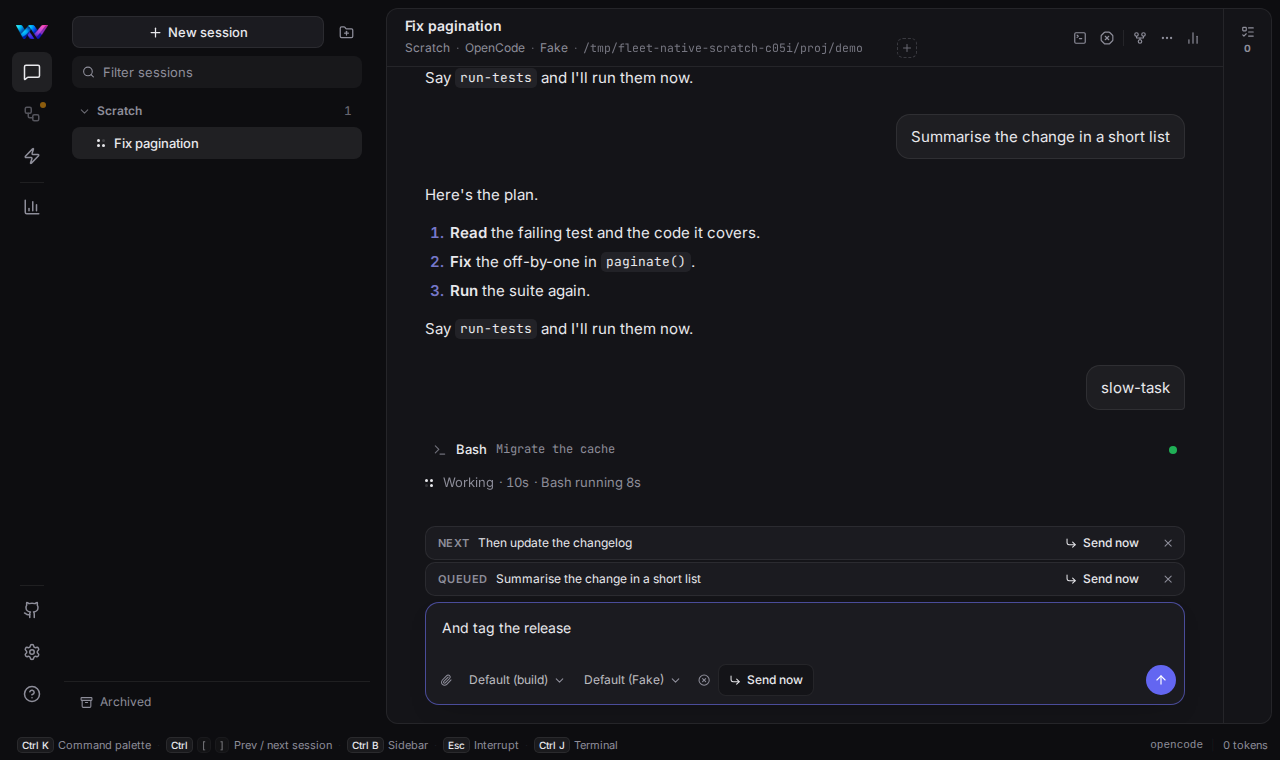 New session
Filter sessions
Scratch 1
Fix pagination
Archived
Fix pagination
Scratch · OpenCode · Fake · /tmp/fleet-native-scratch-c05i/proj/demo
0
Say run-tests and I'll run them now.
Summarise the change in a short list
Here's the plan.
1. Read the failing test and the code it covers.
2. Fix the off-by-one in paginate().
3. Run the suite again.
Say run-tests and I'll run them now.
slow-task
Bash Migrate the cache
Working · 10s · Bash running 8s
NEXT Then update the changelog Send now
QUEUED Summarise the change in a short list Send now
And tag the release
Default (build) Default (Fake) Send now
Ctrl K Command palette Ctrl [ ] Prev / next session Ctrl B Sidebar Esc Interrupt Ctrl J Terminal opencode 0 tokens